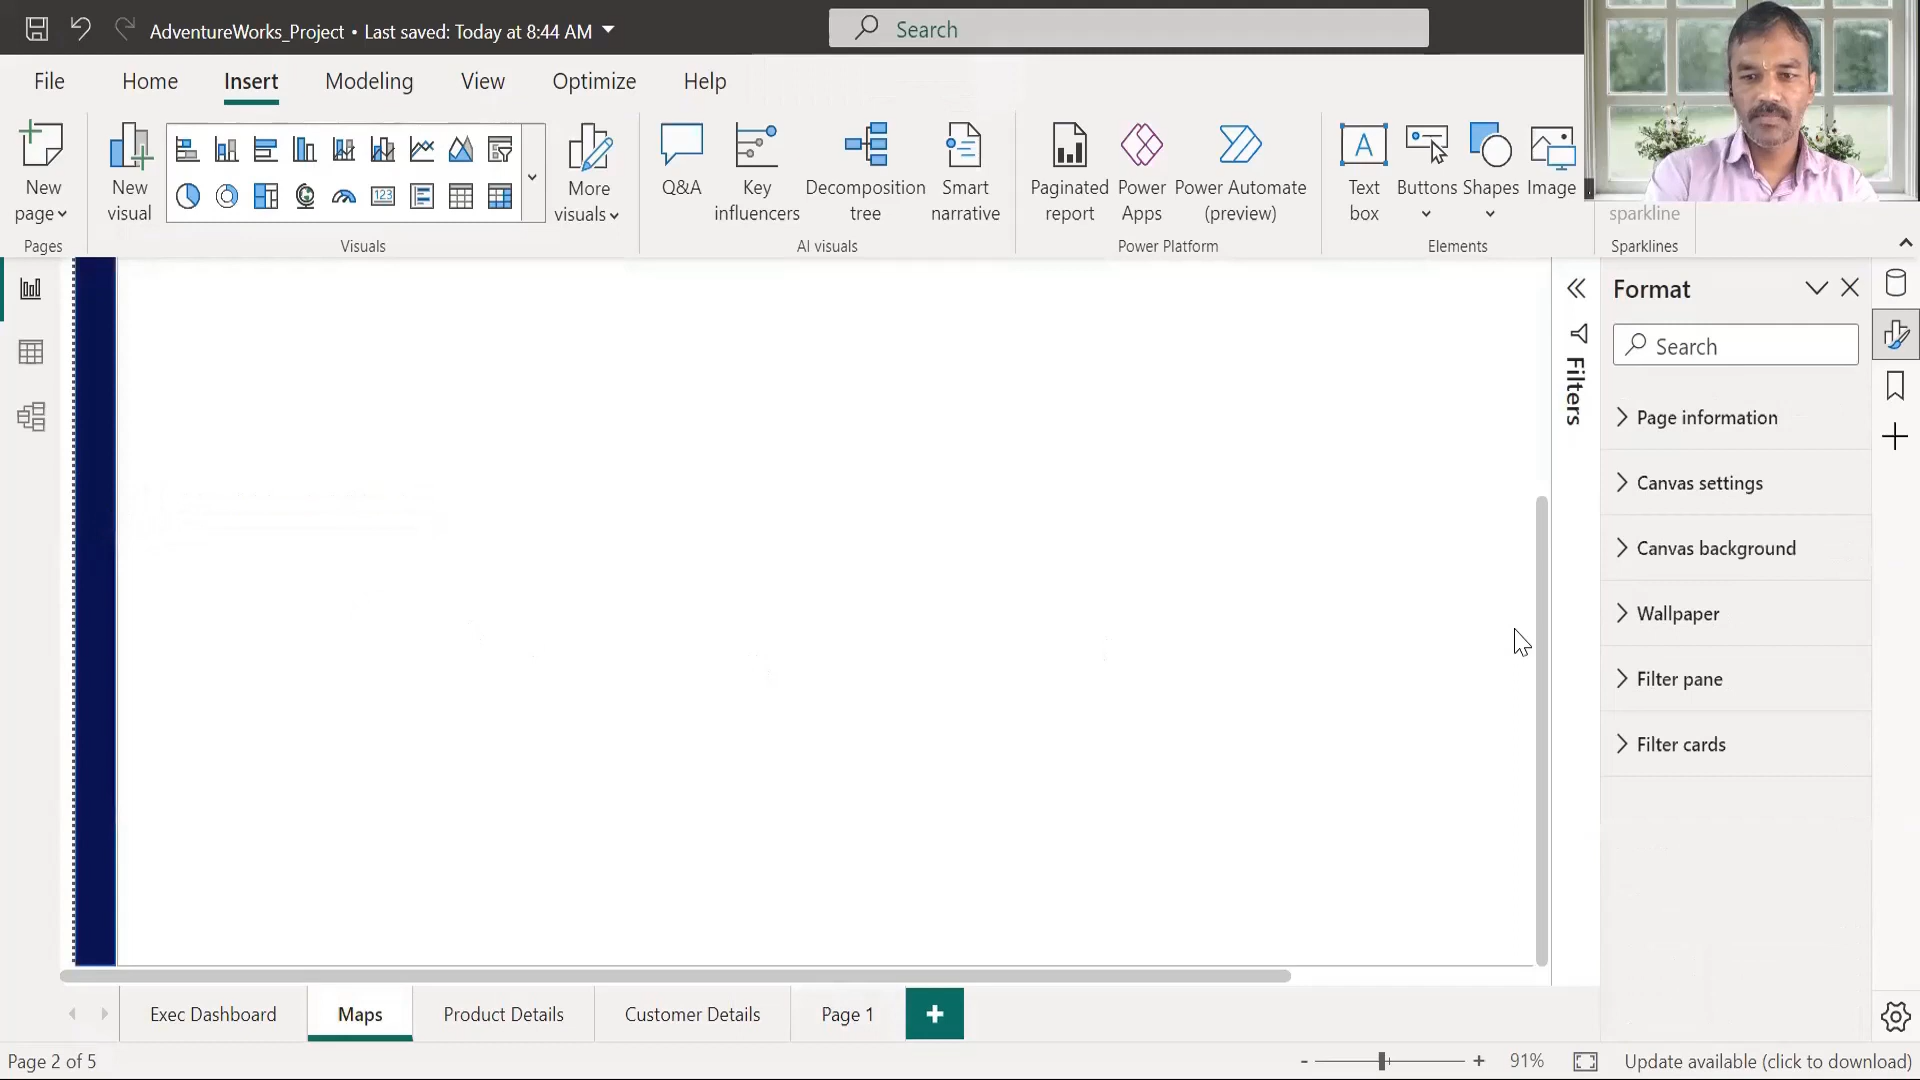 AdventureWorks_Project • Last saved: Today at 8:44 AM
Search
File
Home
Insert
Modeling
View
Optimize
Help
New page
New visual
More visuals
Q&A
Key influencers
Decomposition tree
Smart narrative
Paginated report
Power Apps
Power Automate (preview)
Text box
Buttons
Shapes
Image
sparkline
Pages
Visuals
AI visuals
Power Platform
Elements
Sparklines
123
A
Filters
Format
Search
Page information
Canvas settings
Canvas background
Wallpaper
Filter pane
Filter cards
Exec Dashboard
Maps
Product Details
Customer Details
Page 1
Page 2 of 5
- + 91%
Update available (click to download)